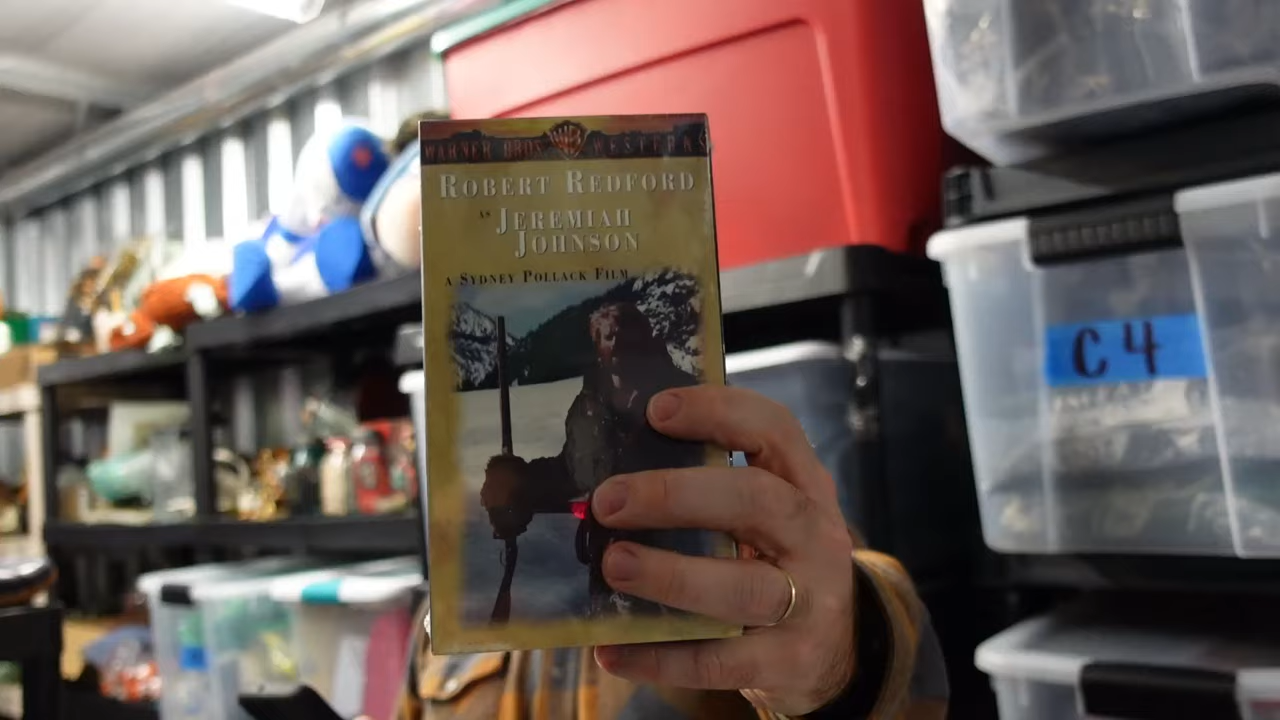 WARNER BROS WESTERNS
ROBERT REDFORD
AS JEREMIAH
JOHNSON
A SYDNEY POLLACK FILM
C4